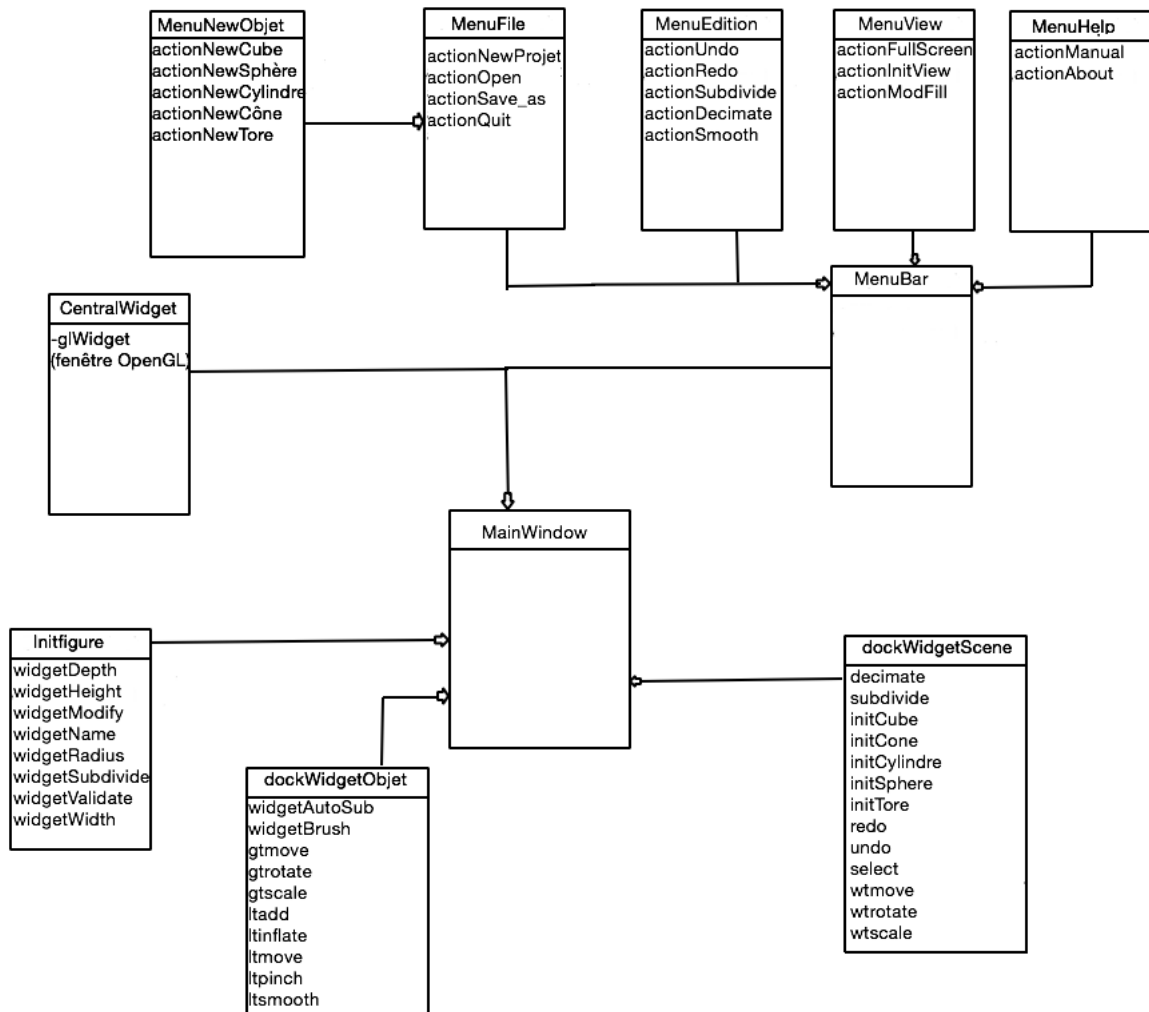 MenuNewObjet
actionNewCube
actionNewSphère
actionNewCylindre
actionNewCône
actionNewTore
MenuFile
actionNewProjet
actionOpen
actionSave_as
actionQuit
MenuEdition
actionUndo
actionRedo
actionSubdivide
actionDecimate
actionSmooth
MenuView
actionFullScreen
actionInitView
actionModFill
MenuHelp
actionManual
actionAbout
MenuBar
CentralWidget
-glWidget
(fenêtre OpenGL)
MainWindow
Initfigure
widgetDepth
widgetHeight
widgetModify
widgetName
widgetRadius
widgetSubdivide
widgetValidate
widgetWidth
dockWidgetObjet
widgetAutoSub
widgetBrush
gtmove
gtrotate
gtscale
ltadd
ltinflate
ltmove
ltpinch
ltsmooth
dockWidgetScene
decimate
subdivide
initCube
initCone
initCylindre
initSphere
initTore
redo
undo
select
wtmove
wtrotate
wtscale